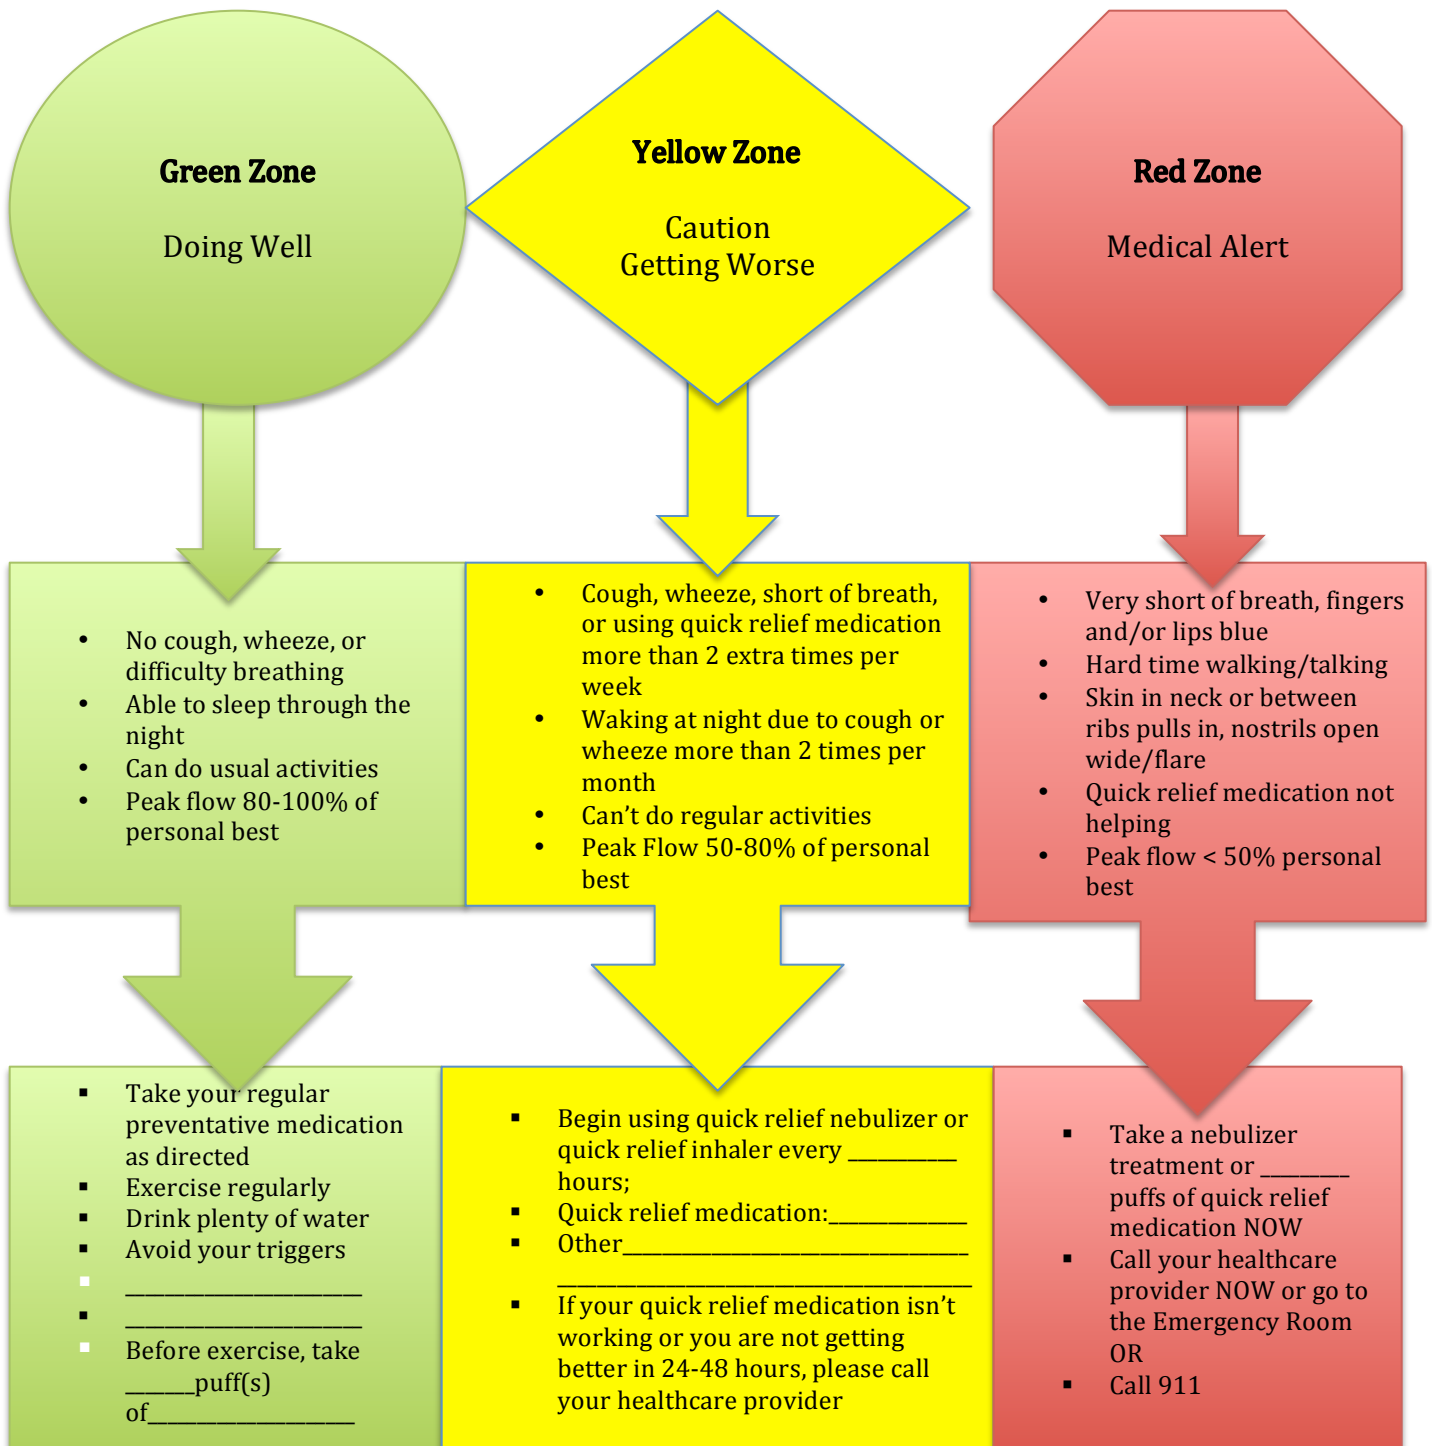 Green Zone
Doing Well
Yellow Zone
Caution
Getting Worse
Red Zone
Medical Alert
• No cough, wheeze, or
difficulty breathing
• Able to sleep through the
night
• Can do usual activities
• Peak flow 80-100% of
personal best
• Cough, wheeze, short of breath,
or using quick relief medication
more than 2 extra times per
week
• Waking at night due to cough or
wheeze more than 2 times per
month
• Can’t do regular activities
• Peak Flow 50-80% of personal
best
• Very short of breath, fingers
and/or lips blue
• Hard time walking/talking
• Skin in neck or between
ribs pulls in, nostrils open
wide/flare
• Quick relief medication not
helping
• Peak flow < 50% personal
best
▪ Take your regular
preventative medication
as directed
▪ Exercise regularly
▪ Drink plenty of water
▪ Avoid your triggers
▪ ________________________
▪ ________________________
▪ Before exercise, take
_______puff(s)
of_____________________
▪ Begin using quick relief nebulizer or
quick relief inhaler every ___________
hours;
▪ Quick relief medication:______________
▪ Other___________________________________
__________________________________________
▪ If your quick relief medication isn’t
working or you are not getting
better in 24-48 hours, please call
your healthcare provider
▪ Take a nebulizer
treatment or _________
puffs of quick relief
medication NOW
▪ Call your healthcare
provider NOW or go to
the Emergency Room
OR
▪ Call 911